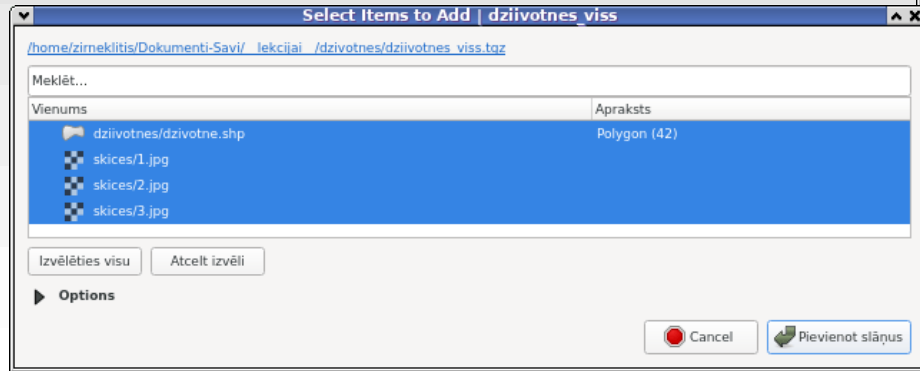 Select Items to Add | dziivotnes_viss
/home/zirneklitis/Dokumenti-Savi/__lekcijai__/dzivotnes/dziivotnes_viss.tgz
Meklēt...
Vienums Apraksts
dziivotnes/dzivotne.shp Polygon (42)
skices/1.jpg
skices/2.jpg
skices/3.jpg
Izvēlēties visu Atcelt izvēli
Options
Cancel Pievienot slāņus